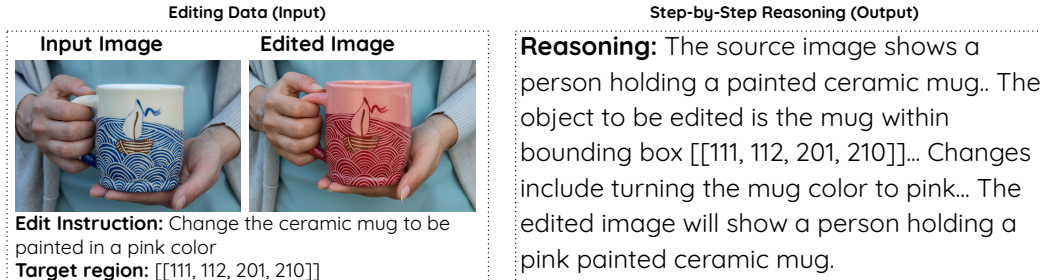 Editing Data (Input)
Input Image
Edited Image
Edit Instruction: Change the ceramic mug to be
painted in a pink color
Target region: [[111, 112, 201, 210]]
Step-by-Step Reasoning (Output)
Reasoning: The source image shows a
person holding a painted ceramic mug.. The
object to be edited is the mug within
bounding box [[111, 112, 201, 210]]... Changes
include turning the mug color to pink... The
edited image will show a person holding a
pink painted ceramic mug.